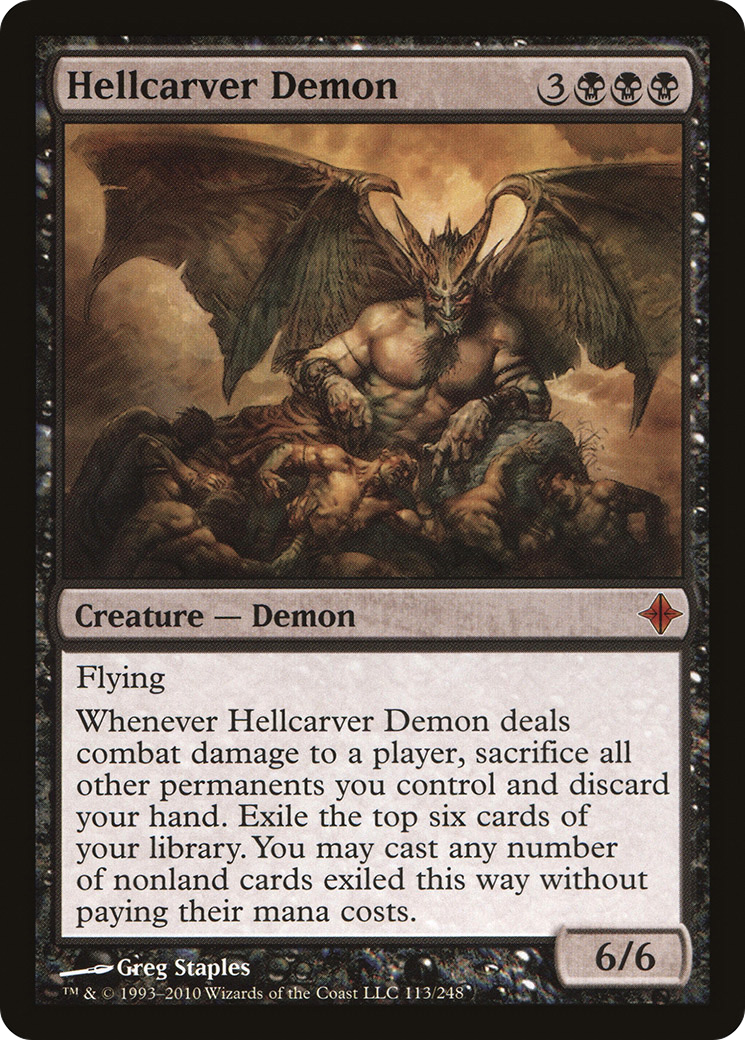 Hellcarver Demon 3
Creature — Demon
Flying
Whenever Hellcarver Demon deals
combat damage to a player, sacrifice all
other permanents you control and discard
your hand. Exile the top six cards of
your library. You may cast any number
of nonland cards exiled this way without
paying their mana costs.
6/6
Greg Staples
™ & © 1993–2010 Wizards of the Coast LLC 113/248